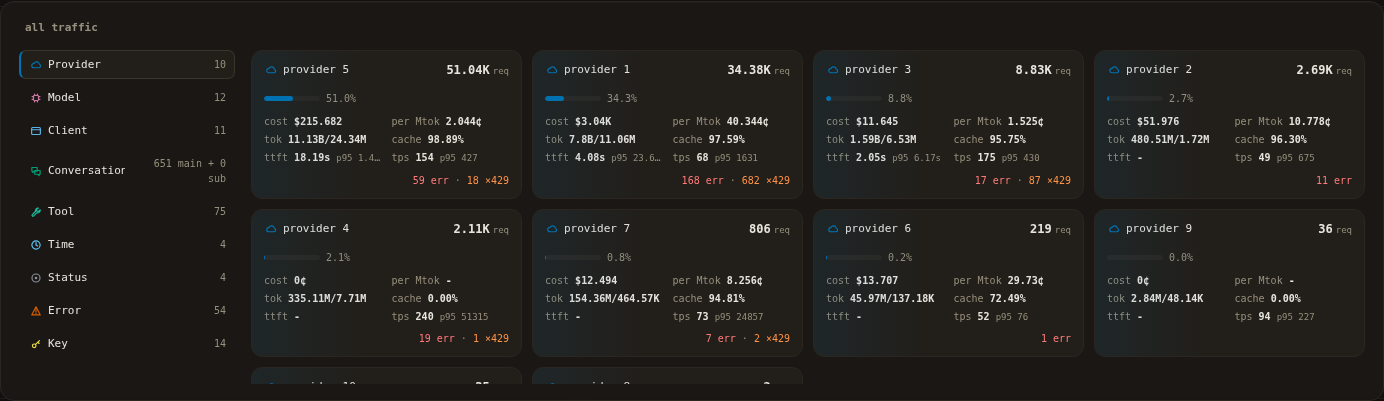 all traffic
Provider 10
Model 12
Client 11
Conversation 651 main + 0 sub
Tool 75
Time 4
Status 4
Error 54
Key 14
provider 5 51.04K req
51.0%
cost $215.682 per Mtok 2.044¢
tok 11.13B/24.34M cache 98.89%
ttft 18.19s p95 1.4… tps 154 p95 427
59 err · 18 ×429
provider 1 34.38K req
34.3%
cost $3.04K per Mtok 40.344¢
tok 7.8B/11.06M cache 97.59%
ttft 4.08s p95 23.6… tps 68 p95 1631
168 err · 682 ×429
provider 3 8.83K req
8.8%
cost $11.645 per Mtok 1.525¢
tok 1.59B/6.53M cache 95.75%
ttft 2.05s p95 6.17s tps 175 p95 430
17 err · 87 ×429
provider 2 2.69K req
2.7%
cost $51.976 per Mtok 10.778¢
tok 480.51M/1.72M cache 96.30%
ttft - tps 49 p95 675
11 err
provider 4 2.11K req
2.1%
cost 0¢ per Mtok -
tok 335.11M/7.71M cache 0.00%
ttft - tps 240 p95 51315
19 err · 1 ×429
provider 7 806 req
0.8%
cost $12.494 per Mtok 8.256¢
tok 154.36M/464.57K cache 94.81%
ttft - tps 73 p95 24857
7 err · 2 ×429
provider 6 219 req
0.2%
cost $13.707 per Mtok 29.73¢
tok 45.97M/137.18K cache 72.49%
ttft - tps 52 p95 76
1 err
provider 9 36 req
0.0%
cost 0¢ per Mtok -
tok 2.84M/48.14K cache 0.00%
ttft - tps 94 p95 227